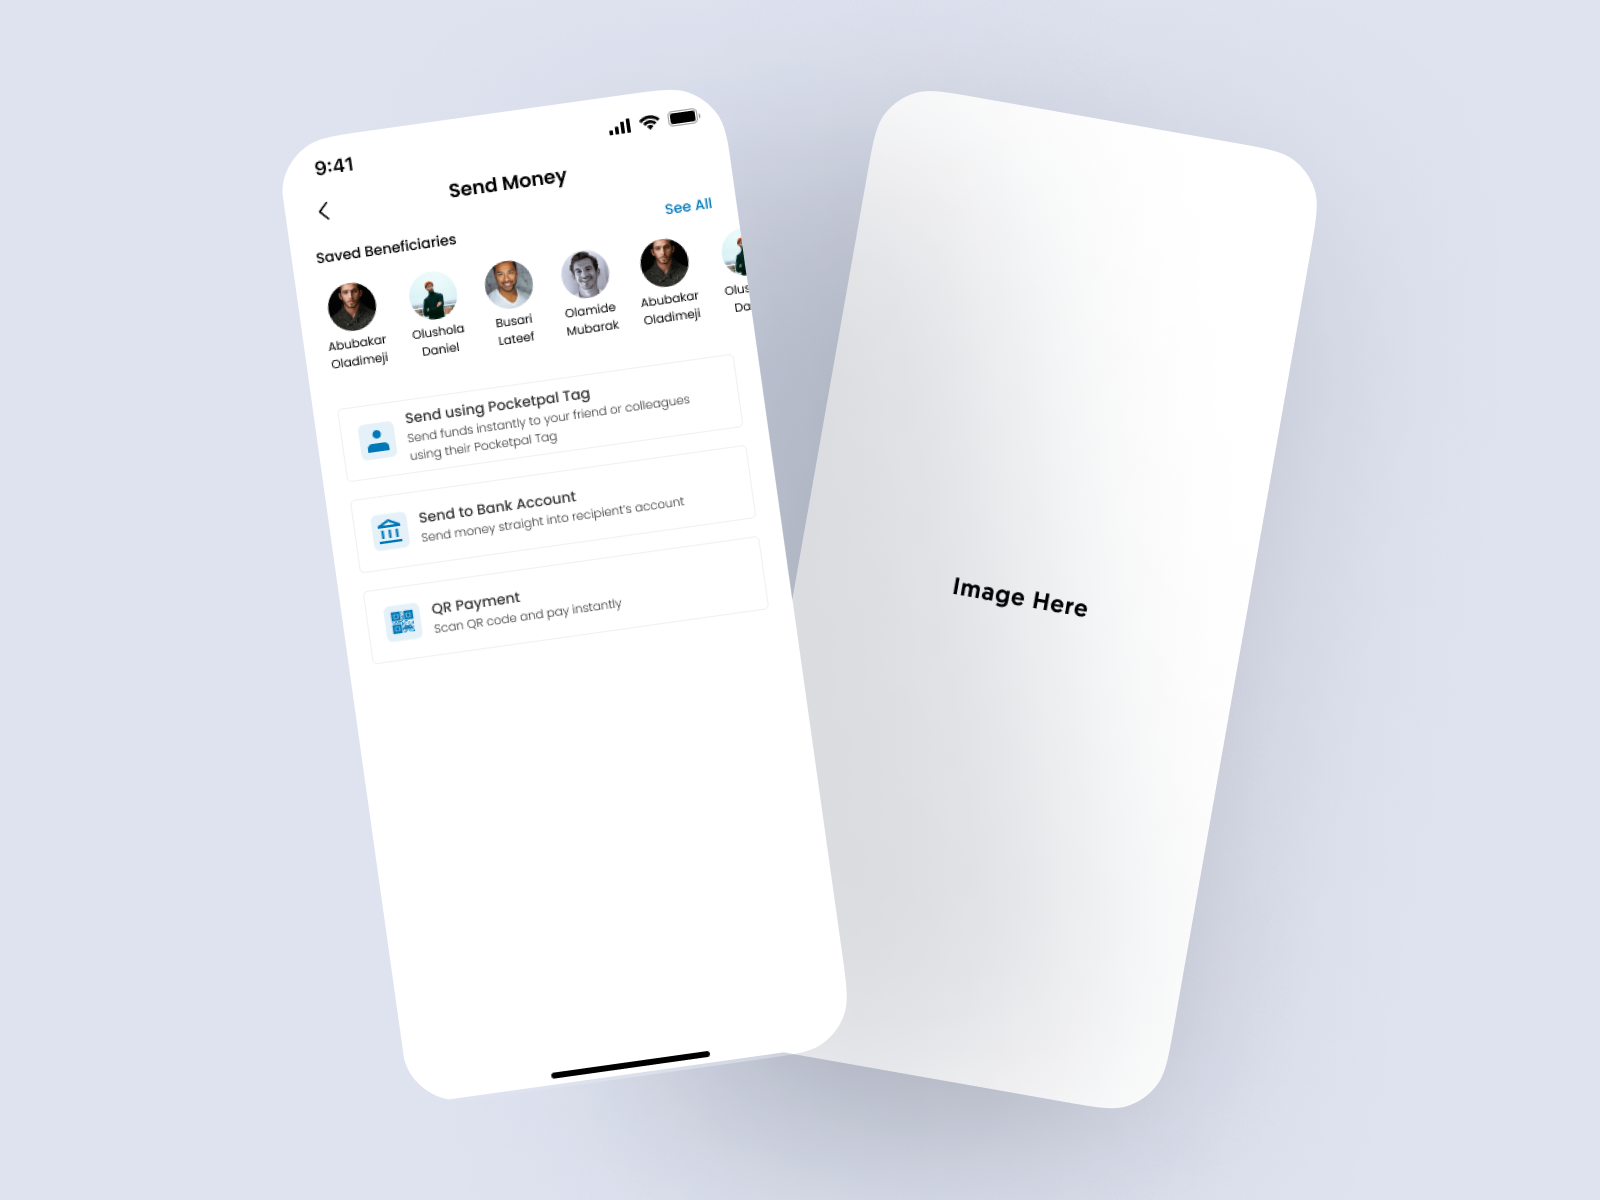 9:41
Send Money
See All
Saved Beneficiaries
Abubakar
Oladimeji
Olushola
Daniel
Busari
Lateef
Olamide
Mubarak
Abubakar
Oladimeji
Olus
Da
Send using Pocketpal Tag
Send funds instantly to your friend or colleagues
using their Pocketpal Tag
Send to Bank Account
Send money straight into recipient's account
QR Payment
Scan QR code and pay instantly
Image Here